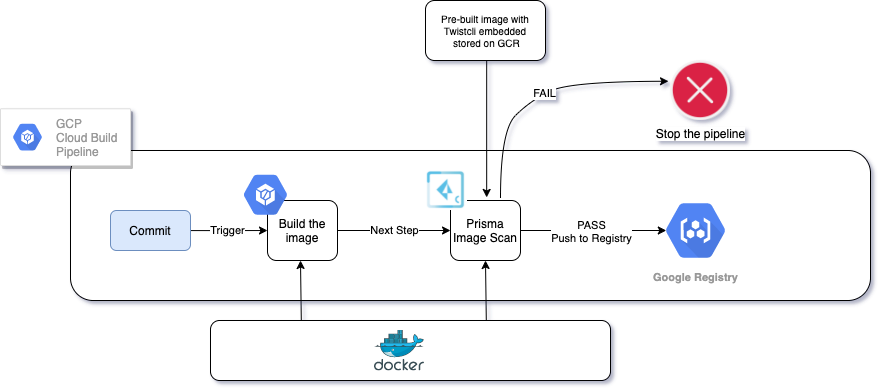 Pre-built image with
Twistcli embedded
stored on GCR
FAIL
Stop the pipeline
GCP
Cloud Build
Pipeline
Commit
Trigger
Build the
image
Next Step
C
Prisma
Image Scan
PASS
Push to Registry
Google Registry
docker